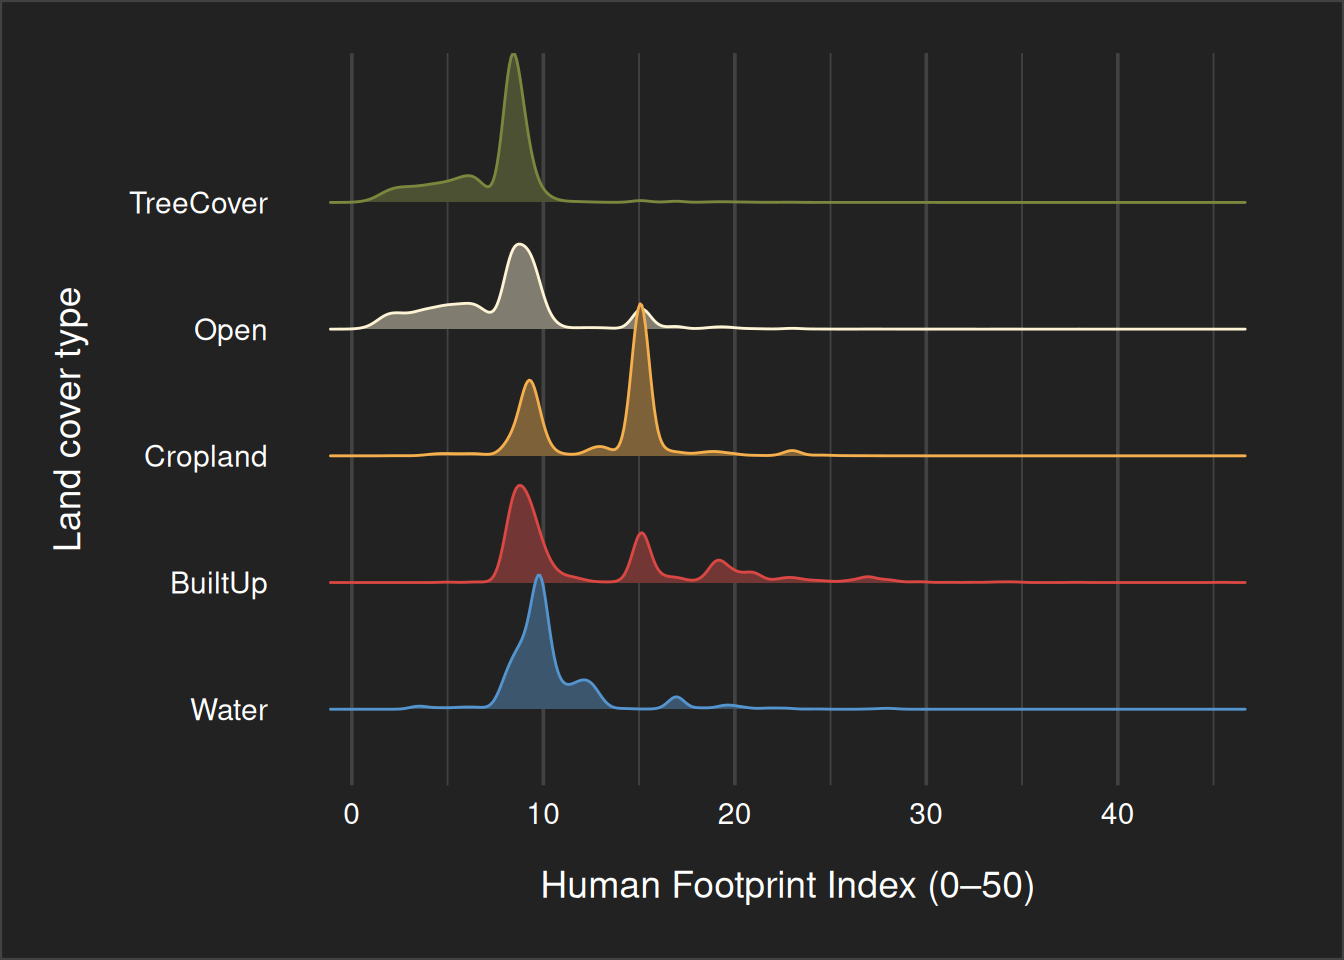 TreeCover
Open
Cropland
BuiltUp
Water
Land cover type
0 10 20 30 40
Human Footprint Index (0–50)